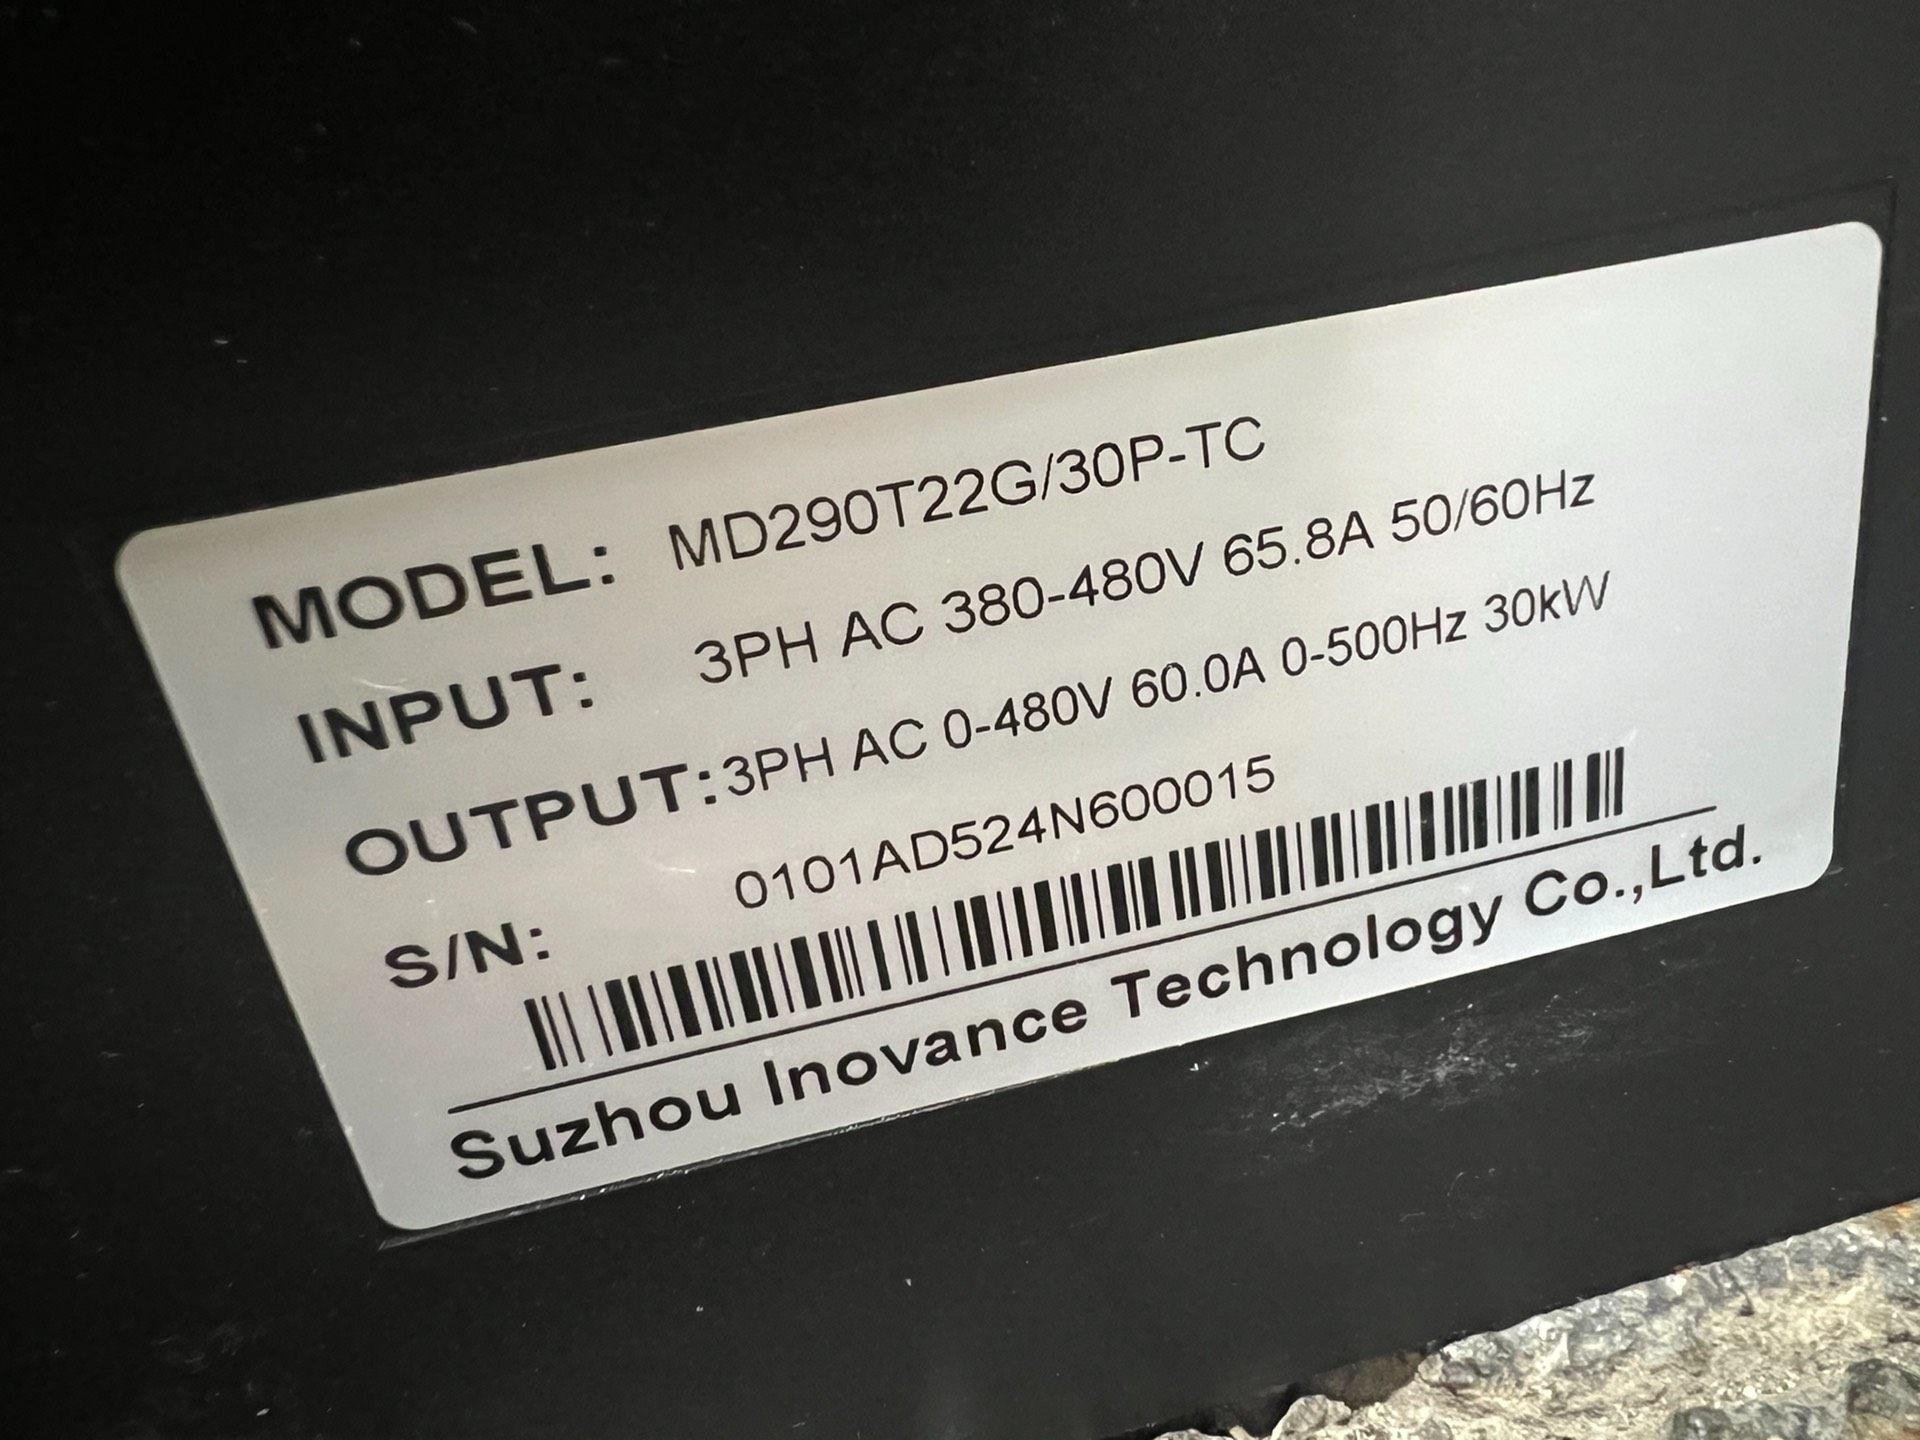 MODEL: MD290T22G/30P-TC
INPUT: 3PH AC 380-480V 65.8A 50/60Hz
OUTPUT:3PH AC 0-480V 60.0A 0-500Hz 30kW
S/N: 0101AD524N600015
Suzhou Inovance Technology Co.,Ltd.